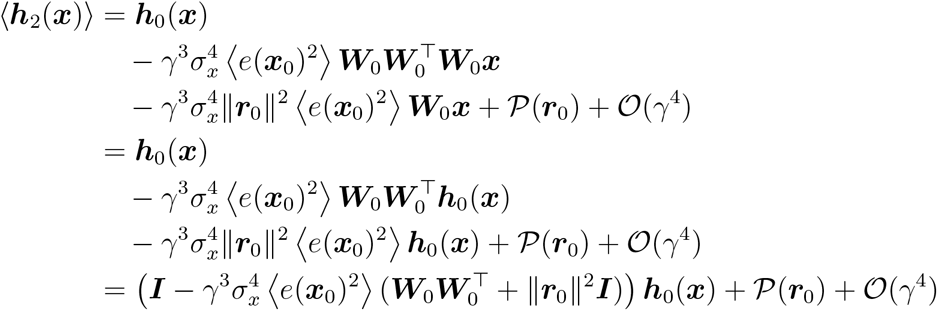 ⟨h₂(x)⟩ = h₀(x)
− γ³σₓ⁴ ⟨e(x₀)²⟩ W₀W₀⊤W₀x
− γ³σₓ⁴‖r₀‖² ⟨e(x₀)²⟩ W₀x + 𝒫(r₀) + 𝒪(γ⁴)
= h₀(x)
− γ³σₓ⁴ ⟨e(x₀)²⟩ W₀W₀⊤h₀(x)
− γ³σₓ⁴‖r₀‖² ⟨e(x₀)²⟩ h₀(x) + 𝒫(r₀) + 𝒪(γ⁴)
= (I − γ³σₓ⁴ ⟨e(x₀)²⟩ (W₀W₀⊤ + ‖r₀‖²I)) h₀(x) + 𝒫(r₀) + 𝒪(γ⁴)